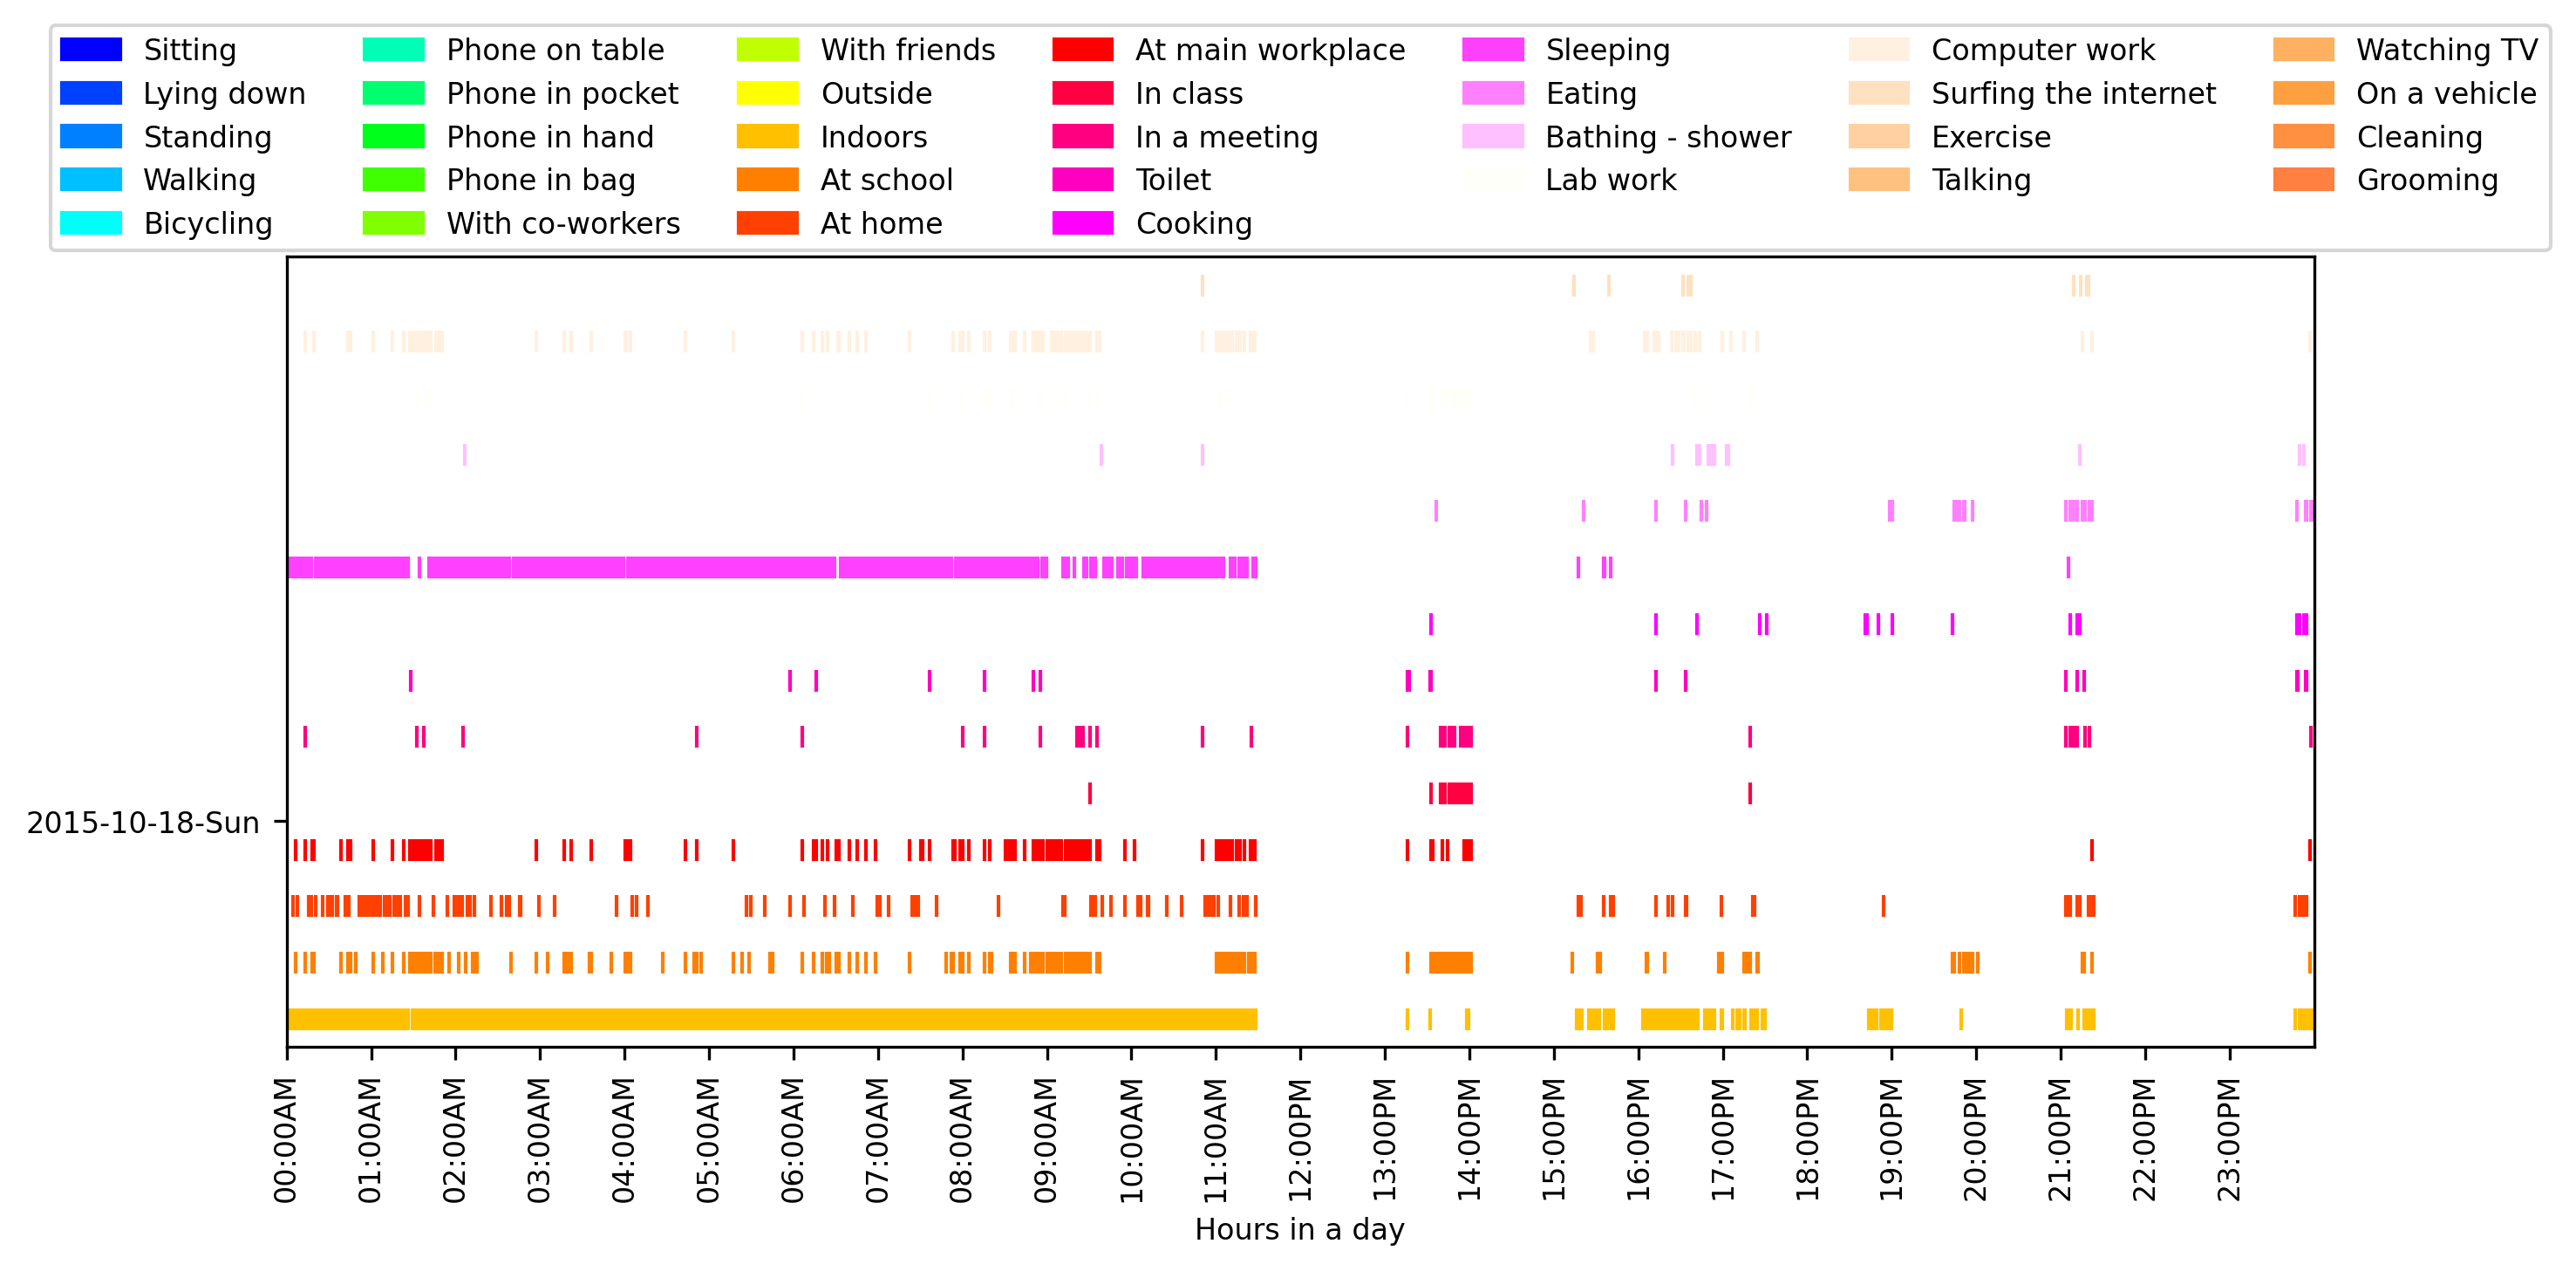 Sitting
Lying down
Standing
Walking
Bicycling
Phone on table
Phone in pocket
Phone in hand
Phone in bag
With co-workers
With friends
Outside
Indoors
At school
At home
At main workplace
In class
In a meeting
Toilet
Cooking
Sleeping
Eating
Bathing - shower
Lab work
Computer work
Surfing the internet
Exercise
Talking
Watching TV
On a vehicle
Cleaning
Grooming
2015-10-18-Sun
00:00AM
01:00AM
02:00AM
03:00AM
04:00AM
05:00AM
06:00AM
07:00AM
08:00AM
09:00AM
10:00AM
11:00AM
12:00PM
13:00PM
14:00PM
15:00PM
16:00PM
17:00PM
18:00PM
19:00PM
20:00PM
21:00PM
22:00PM
23:00PM
Hours in a day